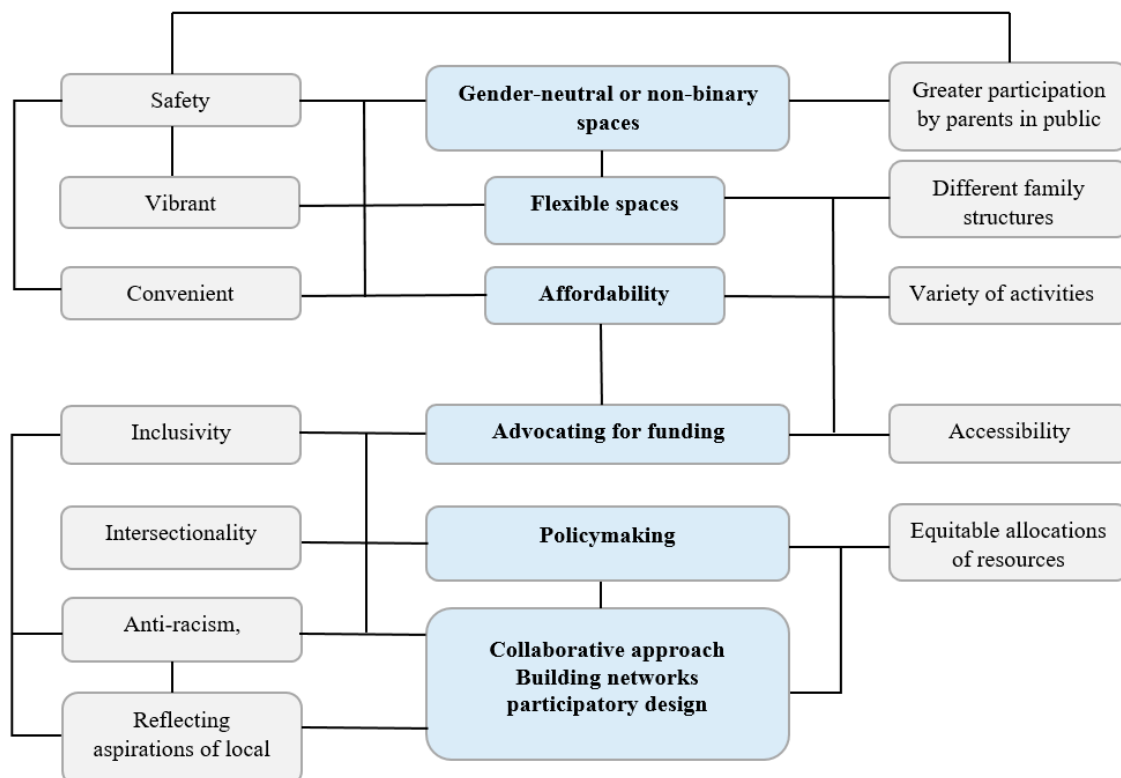 Safety
Gender-neutral or non-binary
spaces
Greater participation
by parents in public
Vibrant
Flexible spaces
Different family
structures
Convenient
Affordability
Variety of activities
Inclusivity
Advocating for funding
Accessibility
Intersectionality
Policymaking
Equitable allocations
of resources
Anti-racism,
Collaborative approach
Building networks
participatory design
Reflecting
aspirations of local